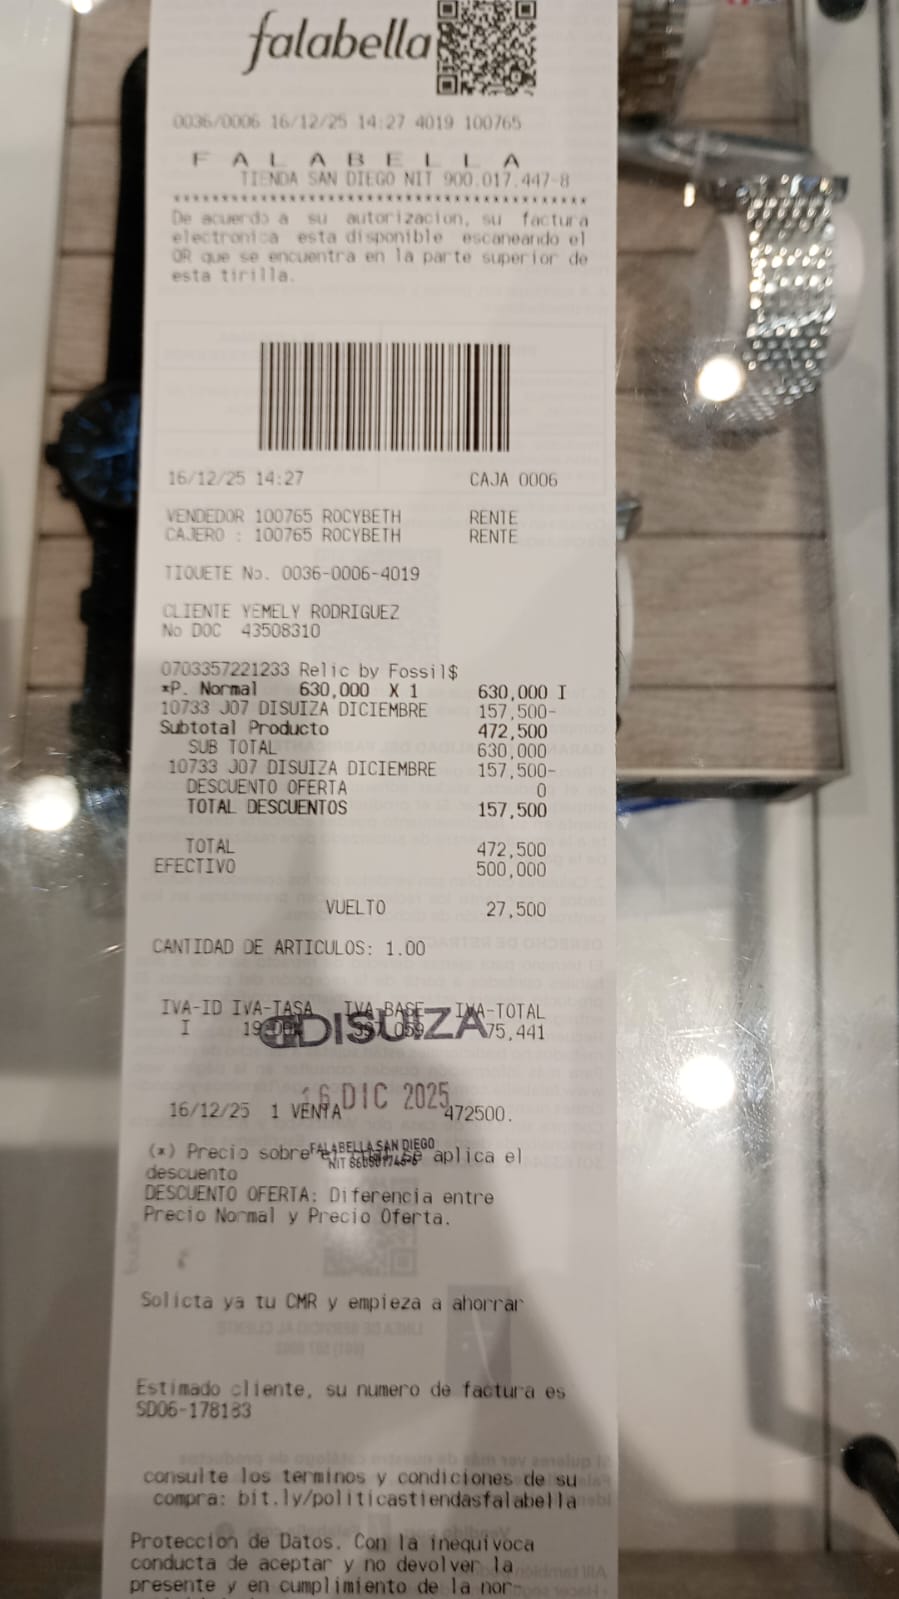 falabella
0036/0006 16/12/25 14:27 4019 100765
F A L A B E L L A
TIENDA SAN DIEGO NIT 900.017.447-8
De acuerdo a su autorizacion, su factura
electronica esta disponible escaneando el
QR que se encuentra en la parte superior de
esta tirilla.
16/12/25 14:27 CAJA 0006
VENDEDOR 100765 ROCYBETH RENTE
CAJERO : 100765 ROCYBETH RENTE
TIQUETE No. 0036-0006-4019
CLIENTE YEMELY RODRIGUEZ
No DOC 43508310
0703357221233 Relic by Fossil$
*P. Normal 630,000 X 1 630,000 I
10733 J07 DISUIZA DICIEMBRE 157,500-
Subtotal Producto 472,500
SUB TOTAL 630,000
10733 J07 DISUIZA DICIEMBRE 157,500-
DESCUENTO OFERTA 0
TOTAL DESCUENTOS 157,500
TOTAL 472,500
EFECTIVO 500,000
VUELTO 27,500
CANTIDAD DE ARTICULOS: 1.00
IVA-ID IVA-TASA IVA-BASE IVA-TOTAL
I 75,441
DISUIZA
16 DIC 2025
16/12/25 1 VENTA 472500.
FALABELLA SAN DIEGO
NIT
(*) Precio sobre el se aplica el
descuento
DESCUENTO OFERTA: Diferencia entre
Precio Normal y Precio Oferta.
Solicta ya tu CMR y empieza a ahorrar
Estimado cliente, su numero de factura es
SD06-178183
consulte los terminos y condiciones de su
compra: bit.ly/politicastiendasfalabella
Proteccion de Datos. Con la inequivoca
conducta de aceptar y no devolver la
presente y en cumplimiento de la nor-